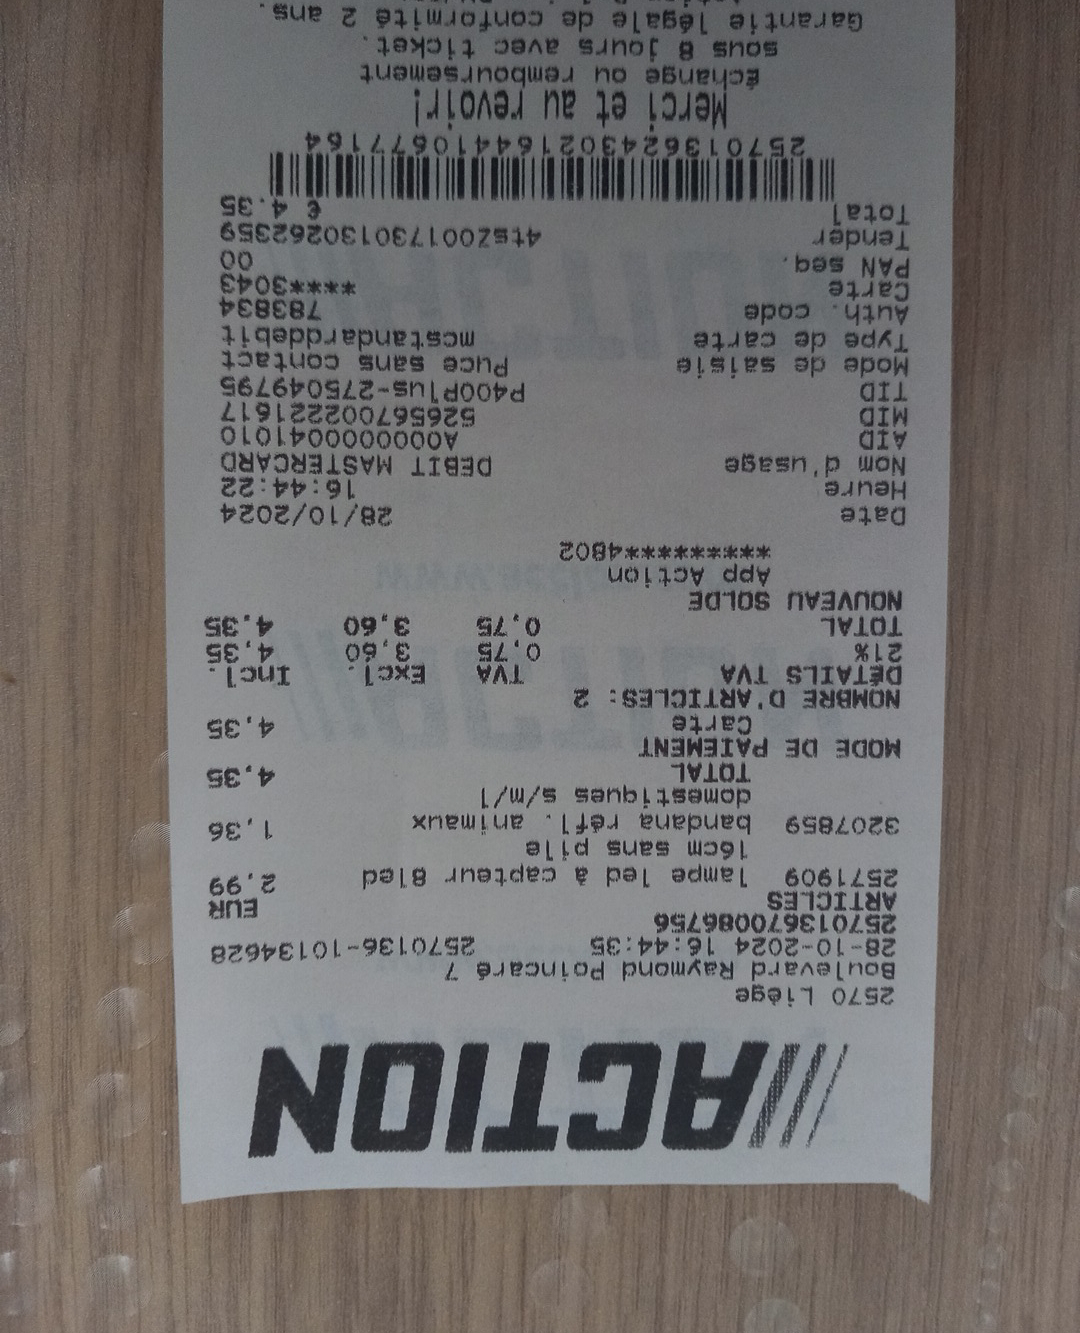 ///ACTION
2570 Liège
Boulevard Raymond Poincaré 7
28-10-2024 16:44:35 2570136-10134628
257013670086756
ARTICLES EUR
2571909 lampe led à capteur 8led 2,99
16cm sans pile
3207859 bandana réfl. animaux 1,36
domestiques s/m/l
TOTAL 4,35
MODE DE PAIEMENT
Carte 4,35
NOMBRE D'ARTICLES: 2
DÉTAILS TVA TVA Excl. Incl.
21% 0,75 3,60 4,35
TOTAL 0,75 3,60 4,35
NOUVEAU SOLDE
App Action
***********4802
Date 28/10/2024
Heure 16:44:22
Nom d'usage DEBIT MASTERCARD
AID A0000000041010
MID 5265670022221617
TID P400Plus-275049795
Mode de saisie Puce sans contact
Type de carte mcstandarddebit
Auth. code 783834
Carte *****3043
PAN seq. 00
Tender 4tsZ001730130262359
Total € 4.35
2570136243021644106777164
Merci et au revoir!
Échange ou remboursement
sous 8 jours avec ticket.
Garantie légale de conformité 2 ans.